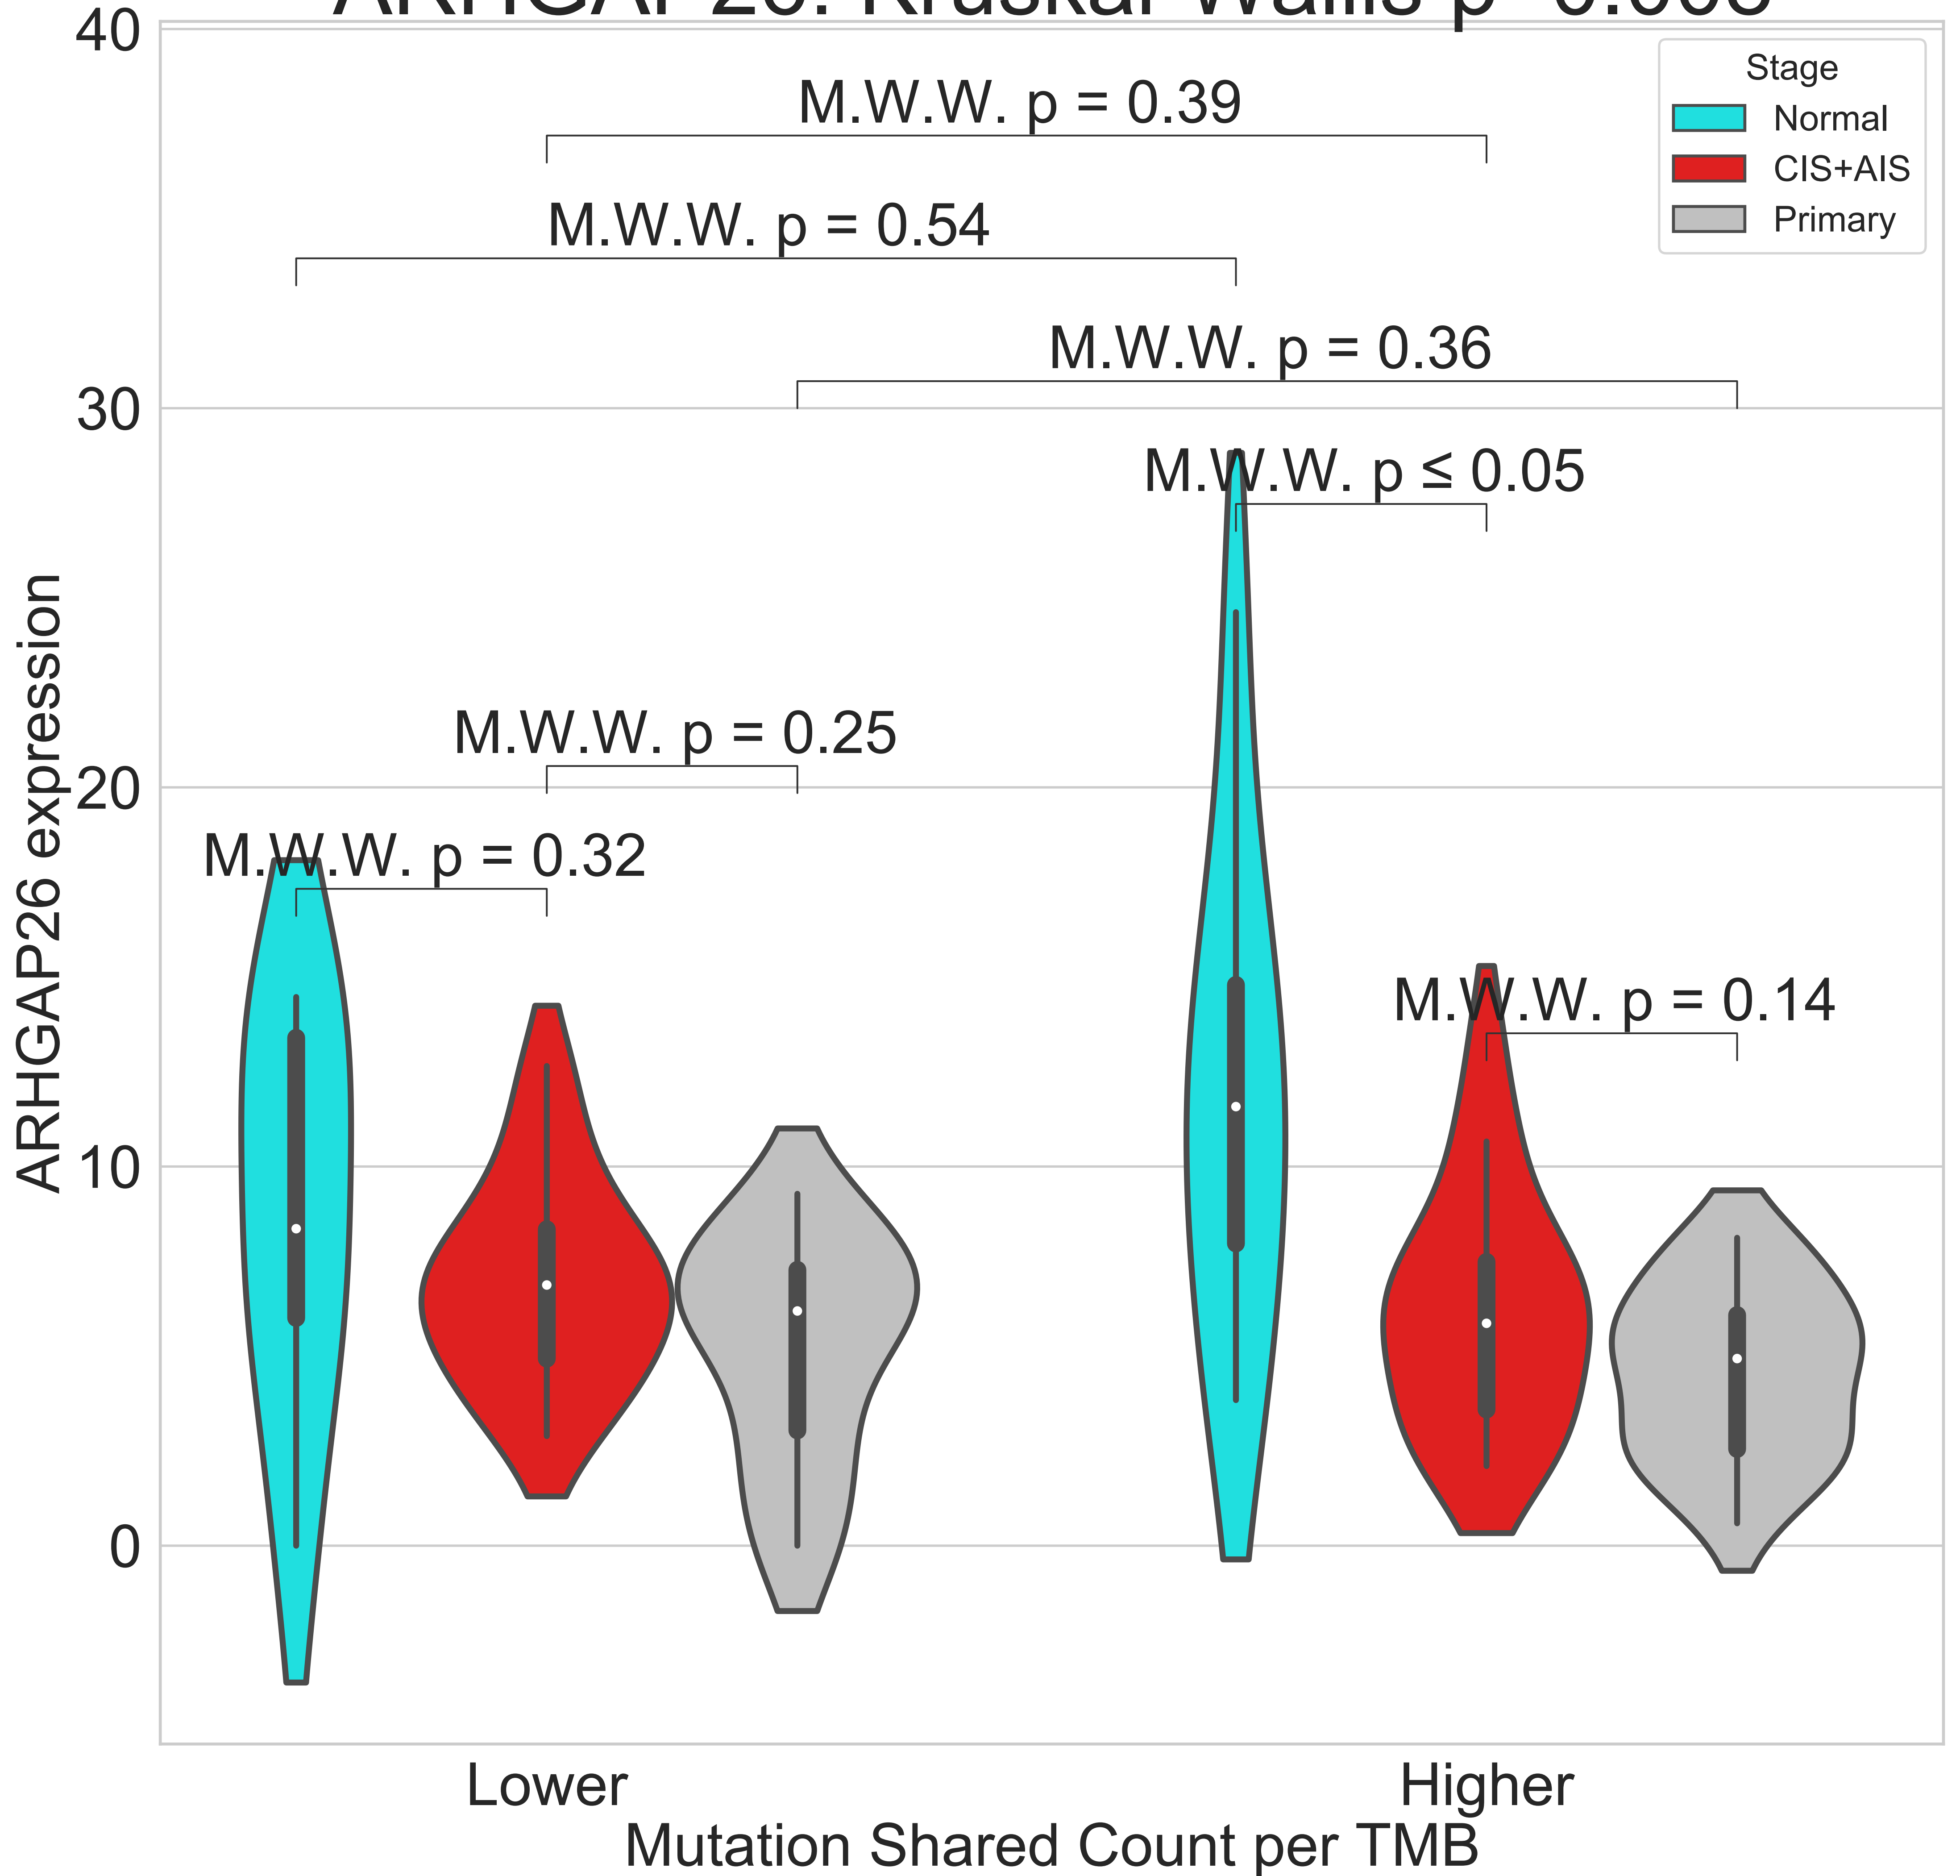 40
Stage
Normal
CIS+AIS
Primary
M.W.W. p = 0.39
M.W.W. p = 0.54
M.W.W. p = 0.36
30
M.W.W. p ≤ 0.05
M.W.W. p = 0.25
20
M.W.W. p = 0.32
M.W.W. p = 0.14
10
0
ARHGAP26 expression
Lower
Higher
Mutation Shared Count per TMB